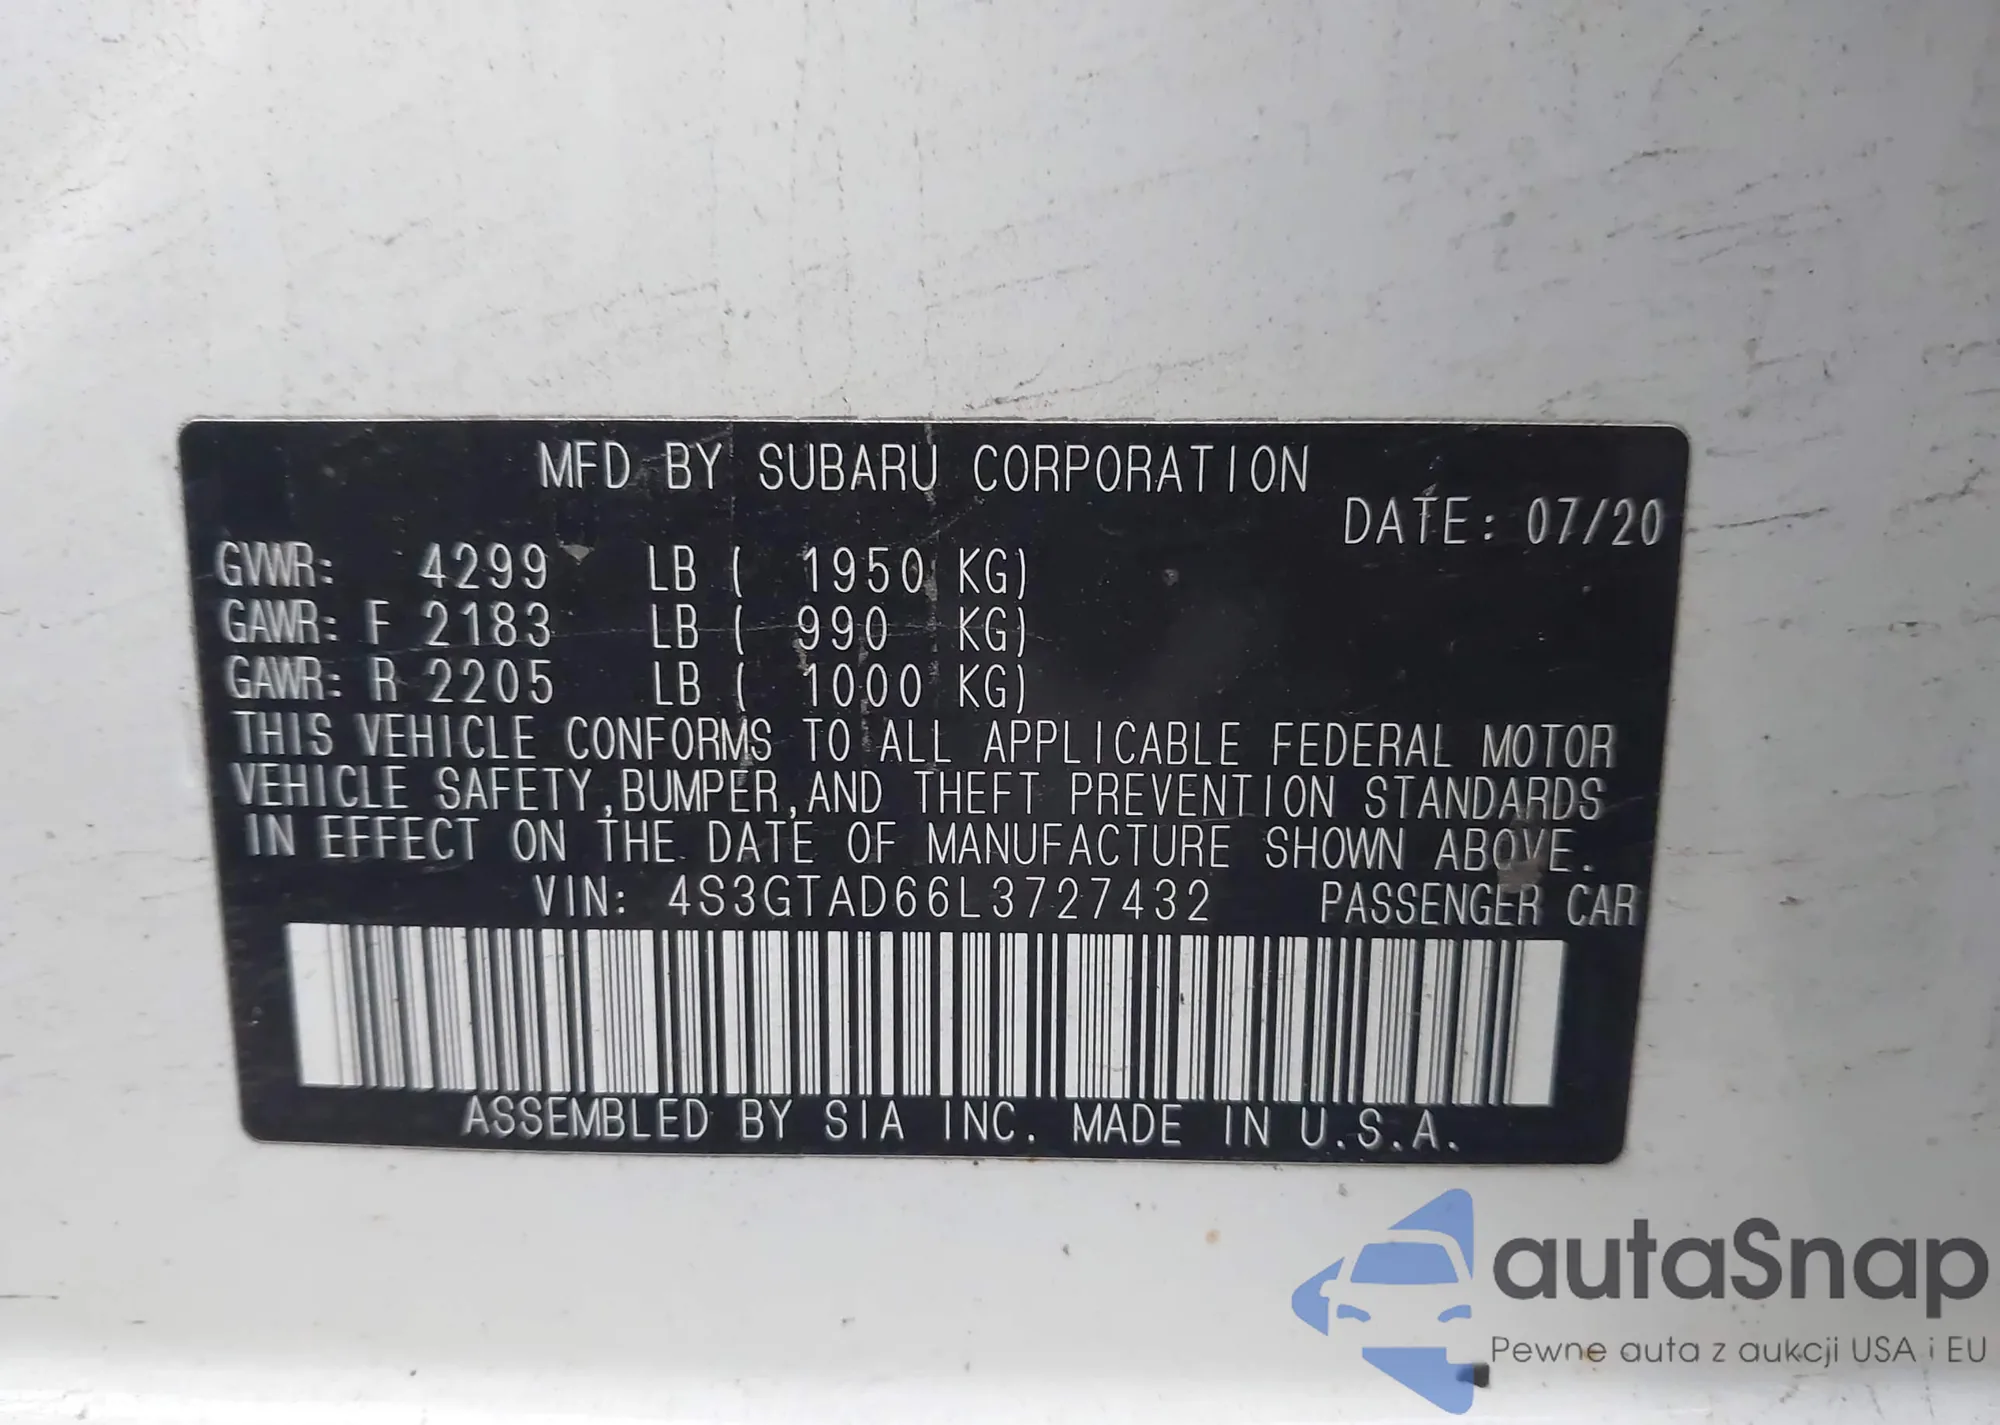 MFD BY SUBARU CORPORATION
DATE: 07/20
GVWR: 4299 LB ( 1950 KG)
GAWR: F 2183 LB ( 990 KG)
GAWR: R 2205 LB ( 1000 KG)
THIS VEHICLE CONFORMS TO ALL APPLICABLE FEDERAL MOTOR
VEHICLE SAFETY,BUMPER,AND THEFT PREVENTION STANDARDS
IN EFFECT ON THE DATE OF MANUFACTURE SHOWN ABOVE.
VIN: 4S3GTAD66L3727432 PASSENGER CAR
ASSEMBLED BY SIA INC. MADE IN U.S.A.
autaSnap
Pewne auta z aukcji USA i EU